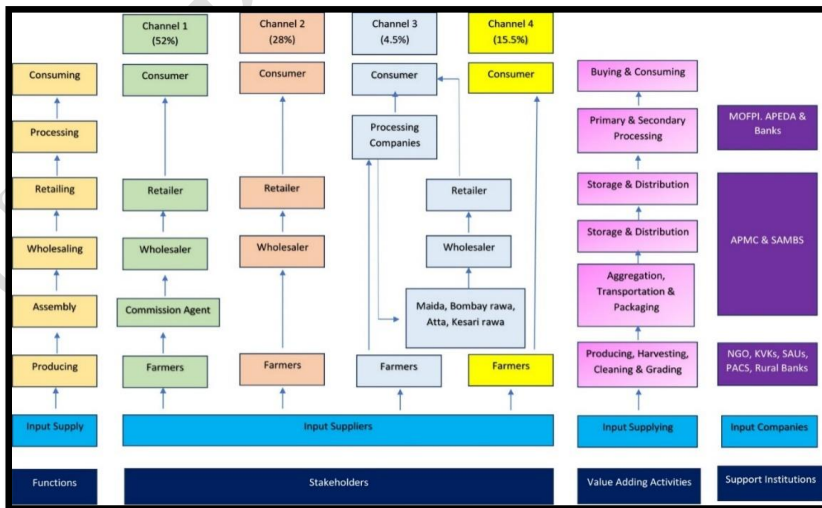 Channel 1
(52%)
Channel 2
(28%)
Channel 3
(4.5%)
Channel 4
(15.5%)
Consuming
Consumer
Consumer
Consumer
Consumer
Buying & Consuming
Processing
Processing
Companies
Primary & Secondary
Processing
MOFPI. APEDA &
Banks
Retailing
Retailer
Retailer
Retailer
Storage & Distribution
Wholesaling
Wholesaler
Wholesaler
Wholesaler
Storage & Distribution
APMC & SAMBS
Assembly
Commission Agent
Maida, Bombay rawa,
Atta, Kesari rawa
Aggregation,
Transportation &
Packaging
Producing
Farmers
Farmers
Farmers
Farmers
Producing, Harvesting,
Cleaning & Grading
NGO, KVKs, SAUs,
PACS, Rural Banks
Input Supply
Input Suppliers
Input Supplying
Input Companies
Functions
Stakeholders
Value Adding Activities
Support Institutions